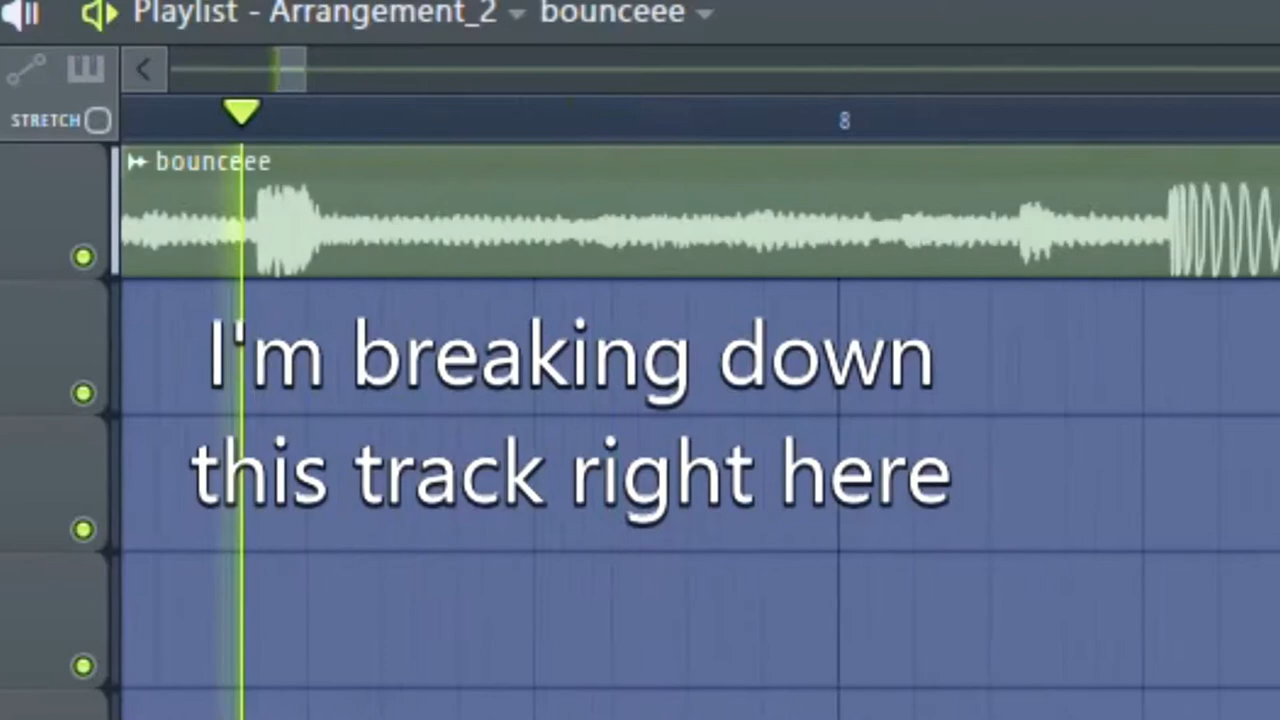 Playlist - Arrangement_2 bounceee
STRETCH
8
bounceee
I'm breaking down
this track right here